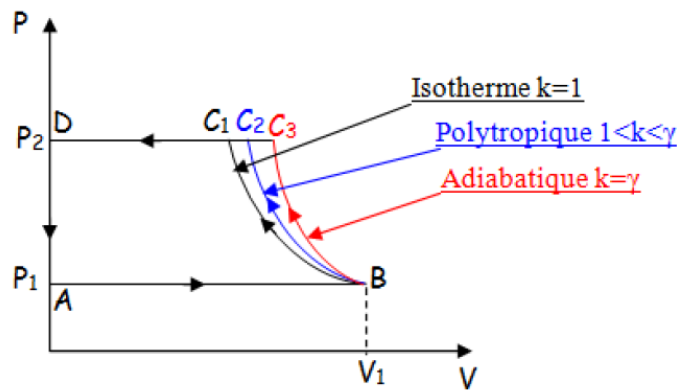 P
Isotherme k=1
D
C₁ C₂ C₃
P₂
Polytropique 1<k<γ
Adiabatique k=γ
P₁
A
B
V₁
V